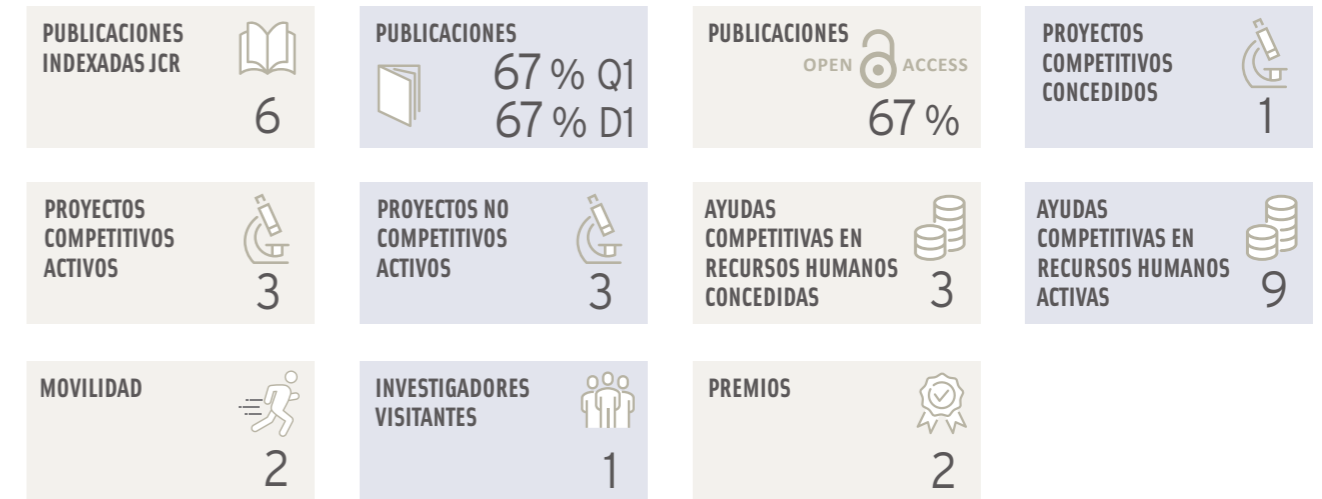 PUBLICACIONES
INDEXADAS JCR
6
PUBLICACIONES
67 % Q1
67 % D1
PUBLICACIONES
OPEN ACCESS
67 %
PROYECTOS
COMPETITIVOS
CONCEDIDOS
1
PROYECTOS
COMPETITIVOS
ACTIVOS
3
PROYECTOS NO
COMPETITIVOS
ACTIVOS
3
AYUDAS
COMPETITIVAS EN
RECURSOS HUMANOS
CONCEDIDAS
3
AYUDAS
COMPETITIVAS EN
RECURSOS HUMANOS
ACTIVAS
9
MOVILIDAD
2
INVESTIGADORES
VISITANTES
1
PREMIOS
2